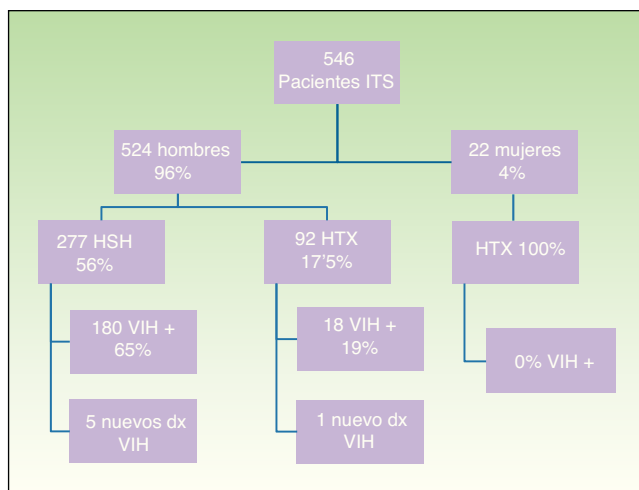 546
Pacientes ITS
524 hombres
96%
22 mujeres
4%
277 HSH
56%
92 HTX
17'5%
HTX 100%
180 VIH +
65%
18 VIH +
19%
0% VIH +
5 nuevos dx
VIH
1 nuevo dx
VIH